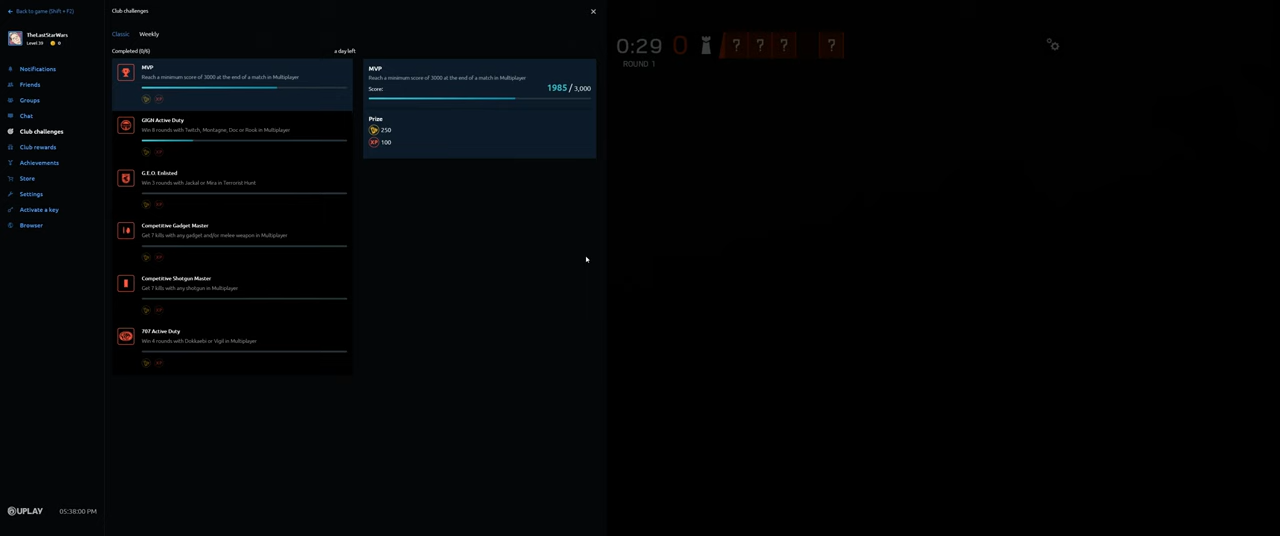 Back to game (Shift + F2)
TheLastStarWars
Level 39 0
Notifications
Friends
Groups
Chat
Club challenges
Club rewards
Achievements
Store
Settings
Activate a key
Browser
UPLAY 05:38:00 PM
Club challenges
Classic Weekly
Completed (0/6) a day left
MVP
Reach a minimum score of 3000 at the end of a match in Multiplayer
XP
GIGN Active Duty
Win 8 rounds with Twitch, Montagne, Doc or Rook in Multiplayer
XP
G.E.O. Enlisted
Win 3 rounds with Jackal or Mira in Terrorist Hunt
XP
Competitive Gadget Master
Get 7 kills with any gadget and/or melee weapon in Multiplayer
XP
Competitive Shotgun Master
Get 7 kills with any shotgun in Multiplayer
XP
707 Active Duty
Win 4 rounds with Dokkaebi or Vigil in Multiplayer
XP
MVP
Reach a minimum score of 3000 at the end of a match in Multiplayer
Score: 1985 / 3,000
Prize
250
XP 100
0:29 0 ? ? ? ?
ROUND 1